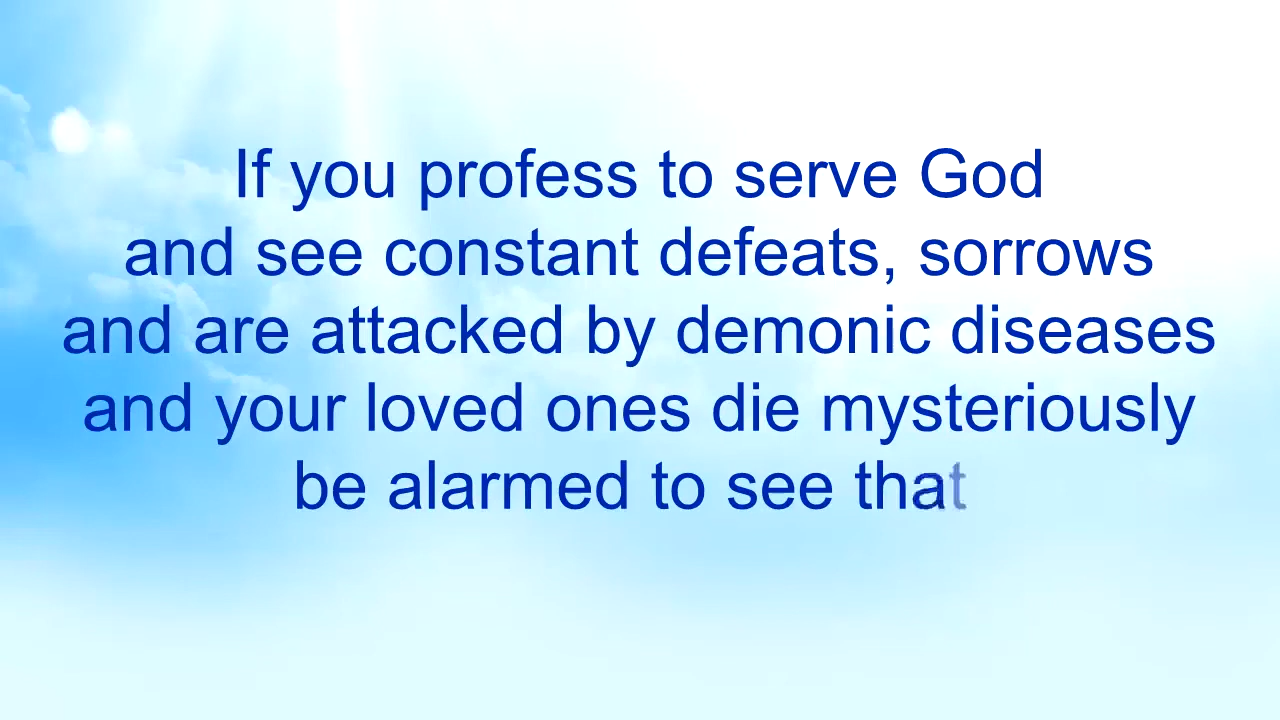 If you profess to serve God
and see constant defeats, sorrows
and are attacked by demonic diseases
and your loved ones die mysteriously
be alarmed to see that